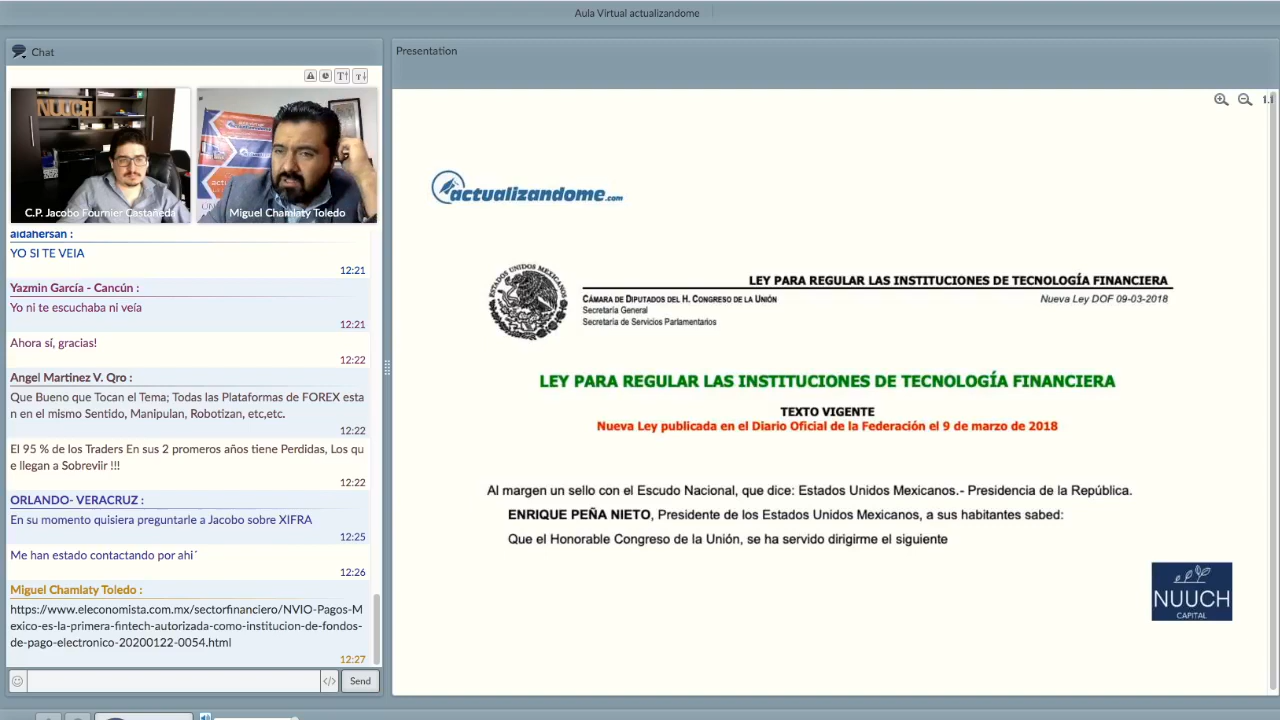 Aula Virtual actualizandome
Chat
NUUCH
C.P. Jacobo Fournier Castañeda
Miguel Chamlaty Toledo
aidahersan :
YO SI TE VEIA
12:21
Yazmin García - Cancún :
Yo ni te escuchaba ni veía
12:21
Ahora sí, gracias!
12:22
Angel Martinez V. Qro :
Que Bueno que Tocan el Tema; Todas las Plataformas de FOREX esta
n en el mismo Sentido, Manipulan, Robotizan, etc,etc.
12:22
El 95 % de los Traders En sus 2 promeros años tiene Perdidas, Los qu
e llegan a Sobreviir !!!
12:22
ORLANDO- VERACRUZ :
En su momento quisiera preguntarle a Jacobo sobre XIFRA
12:25
Me han estado contactando por ahi´
12:26
Miguel Chamlaty Toledo :
https://www.eleconomista.com.mx/sectorfinanciero/NVIO-Pagos-M
exico-es-la-primera-fintech-autorizada-como-institucion-de-fondos-
de-pago-electronico-20200122-0054.html
12:27
Send
Presentation
actualizandome.com
ESTADOS UNIDOS MEXICANOS
LEY PARA REGULAR LAS INSTITUCIONES DE TECNOLOGÍA FINANCIERA
CÁMARA DE DIPUTADOS DEL H. CONGRESO DE LA UNIÓN
Nueva Ley DOF 09-03-2018
Secretaría General
Secretaría de Servicios Parlamentarios
LEY PARA REGULAR LAS INSTITUCIONES DE TECNOLOGÍA FINANCIERA
TEXTO VIGENTE
Nueva Ley publicada en el Diario Oficial de la Federación el 9 de marzo de 2018
Al margen un sello con el Escudo Nacional, que dice: Estados Unidos Mexicanos.- Presidencia de la República.
ENRIQUE PEÑA NIETO, Presidente de los Estados Unidos Mexicanos, a sus habitantes sabed:
Que el Honorable Congreso de la Unión, se ha servido dirigirme el siguiente
NUUCH
CAPITAL